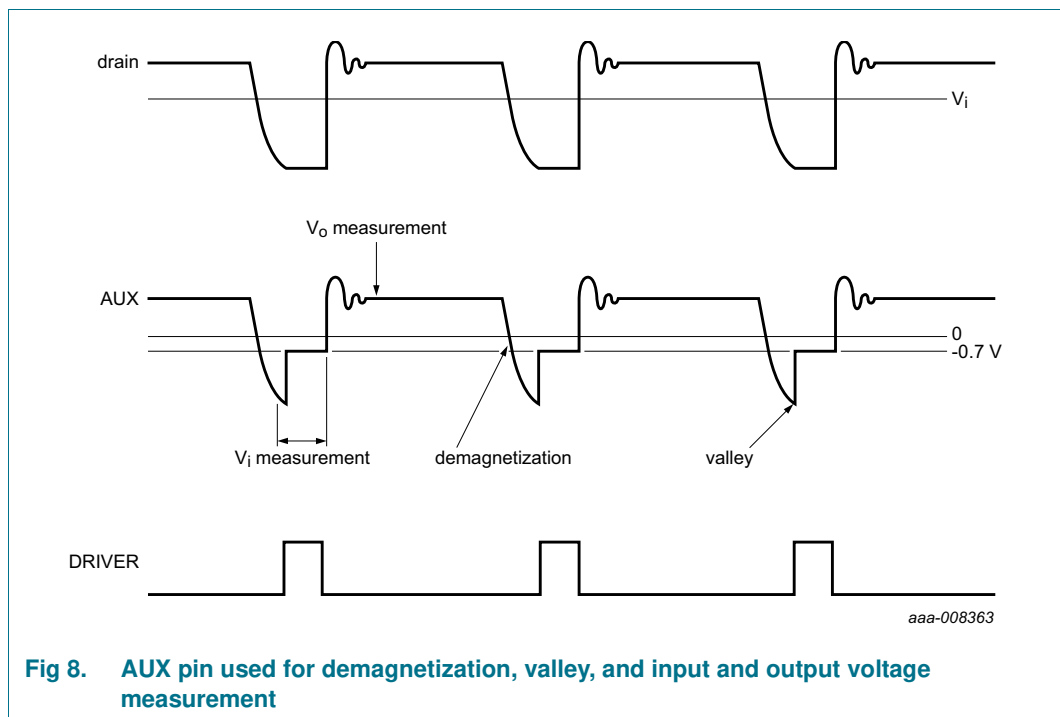 drain
Vi
Vo measurement
AUX
0
-0.7 V
Vi measurement
demagnetization
valley
DRIVER
aaa-008363
Fig 8. AUX pin used for demagnetization, valley, and input and output voltage
measurement